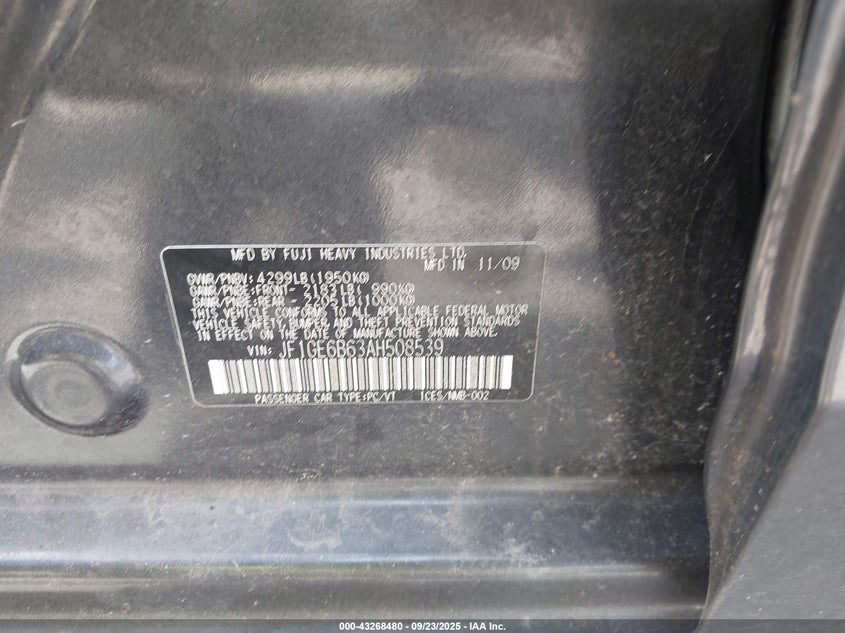 MFD BY FUJI HEAVY INDUSTRIES LTD.
MFD IN 11/09
GVWR/PNBV: 4299LB(1950KG)
GAWR/PNBE:FRONT- 2183LB( 990KG)
GAWR/PNBE:REAR - 2205LB(1000KG)
THIS VEHICLE CONFORMS TO ALL APPLICABLE FEDERAL MOTOR
VEHICLE SAFETY, BUMPER, AND THEFT PREVENTION STANDARDS
IN EFFECT ON THE DATE OF MANUFACTURE SHOWN ABOVE.
VIN: JF1GE6B63AH508539
PASSENGER CAR TYPE:PC/VT ICES/NMB-002
000-43268480 - 09/23/2025 - IAA Inc.